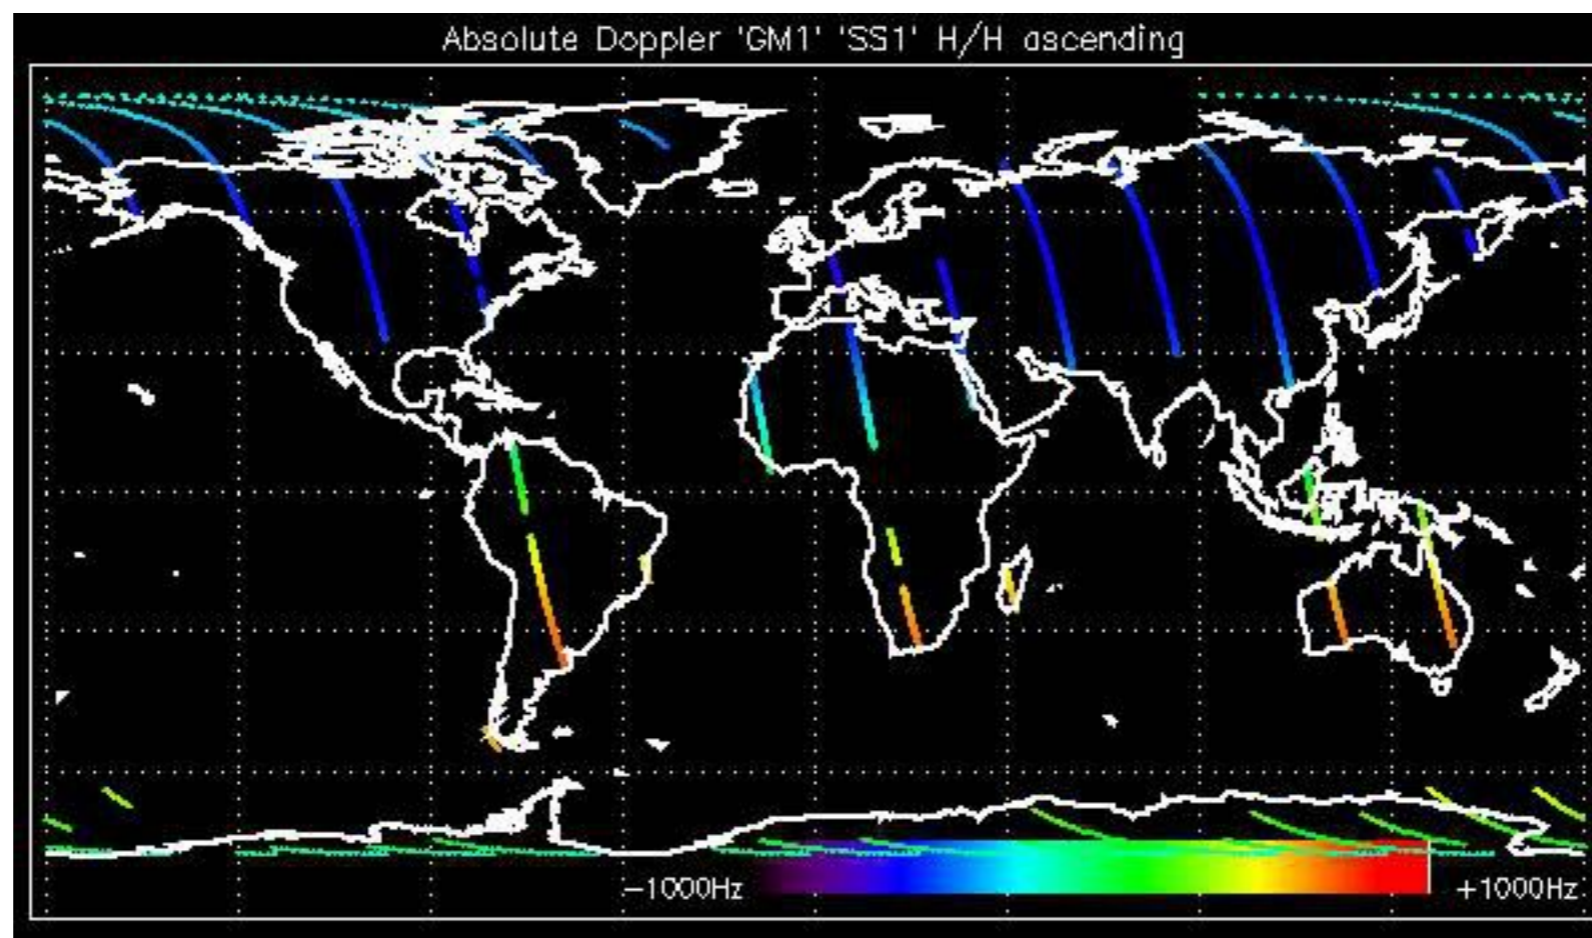 Absolute Doppler 'GM1' 'SS1' H/H ascending
-1000Hz
+1000Hz